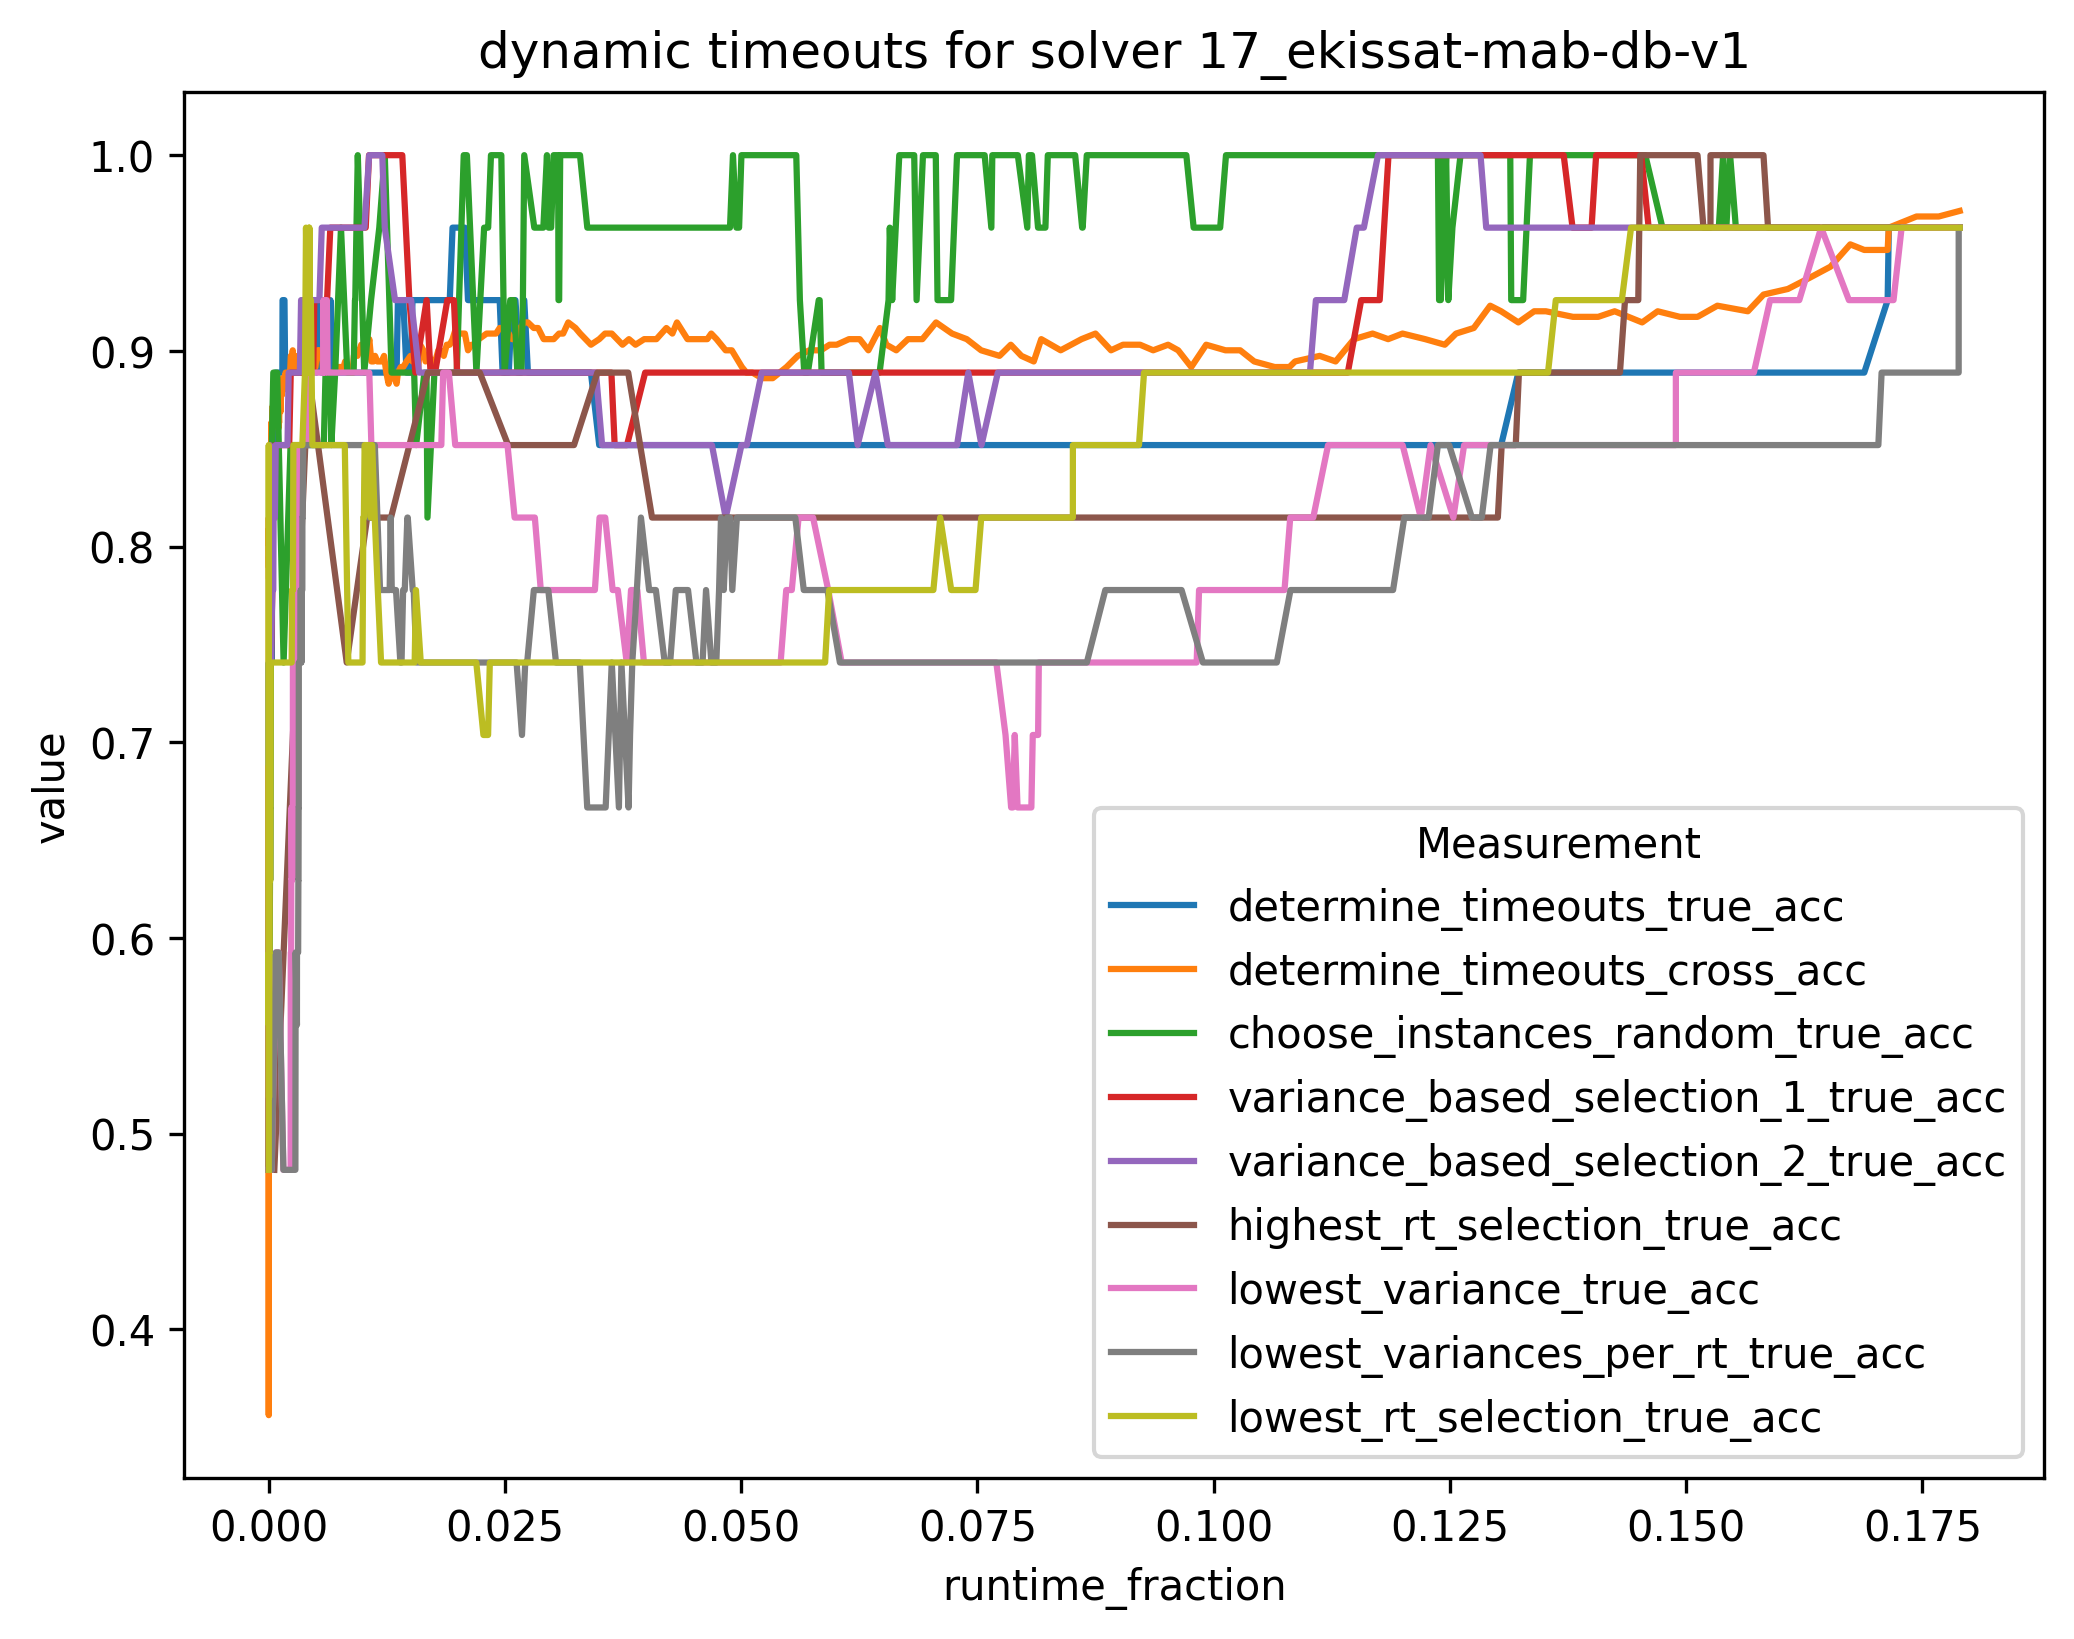 dynamic timeouts for solver 17_ekissat-mab-db-v1
1.0
0.9
0.8
0.7
0.6
0.5
0.4
value
0.000 0.025 0.050 0.075 0.100 0.125 0.150 0.175
runtime_fraction
Measurement
determine_timeouts_true_acc
determine_timeouts_cross_acc
choose_instances_random_true_acc
variance_based_selection_1_true_acc
variance_based_selection_2_true_acc
highest_rt_selection_true_acc
lowest_variance_true_acc
lowest_variances_per_rt_true_acc
lowest_rt_selection_true_acc